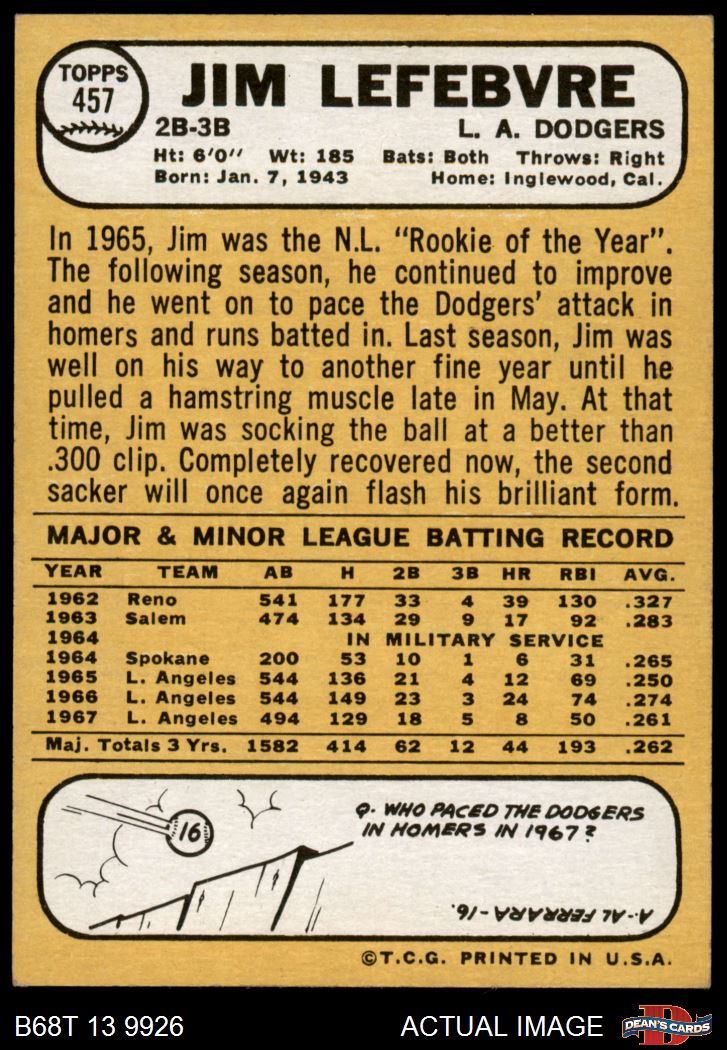 TOPPS
457
JIM LEFEBVRE
2B-3B L. A. DODGERS
Ht: 6'0" Wt: 185 Bats: Both Throws: Right
Born: Jan. 7, 1943 Home: Inglewood, Cal.
In 1965, Jim was the N.L. "Rookie of the Year".
The following season, he continued to improve
and he went on to pace the Dodgers' attack in
homers and runs batted in. Last season, Jim was
well on his way to another fine year until he
pulled a hamstring muscle late in May. At that
time, Jim was socking the ball at a better than
.300 clip. Completely recovered now, the second
sacker will once again flash his brilliant form.
MAJOR & MINOR LEAGUE BATTING RECORD
YEAR TEAM AB H 2B 3B HR RBI AVG.
1962 Reno 541 177 33 4 39 130 .327
1963 Salem 474 134 29 9 17 92 .283
1964 IN MILITARY SERVICE
1964 Spokane 200 53 10 1 6 31 .265
1965 L. Angeles 544 136 21 4 12 69 .250
1966 L. Angeles 544 149 23 3 24 74 .274
1967 L. Angeles 494 129 18 5 8 50 .261
Maj. Totals 3 Yrs. 1582 414 62 12 44 193 .262
16
Q- WHO PACED THE DODGERS
IN HOMERS IN 1967?
A- AL FERRARA-16.
©T.C.G. PRINTED IN U.S.A.
B68T 13 9926 ACTUAL IMAGE
D
DEAN'S CARDS